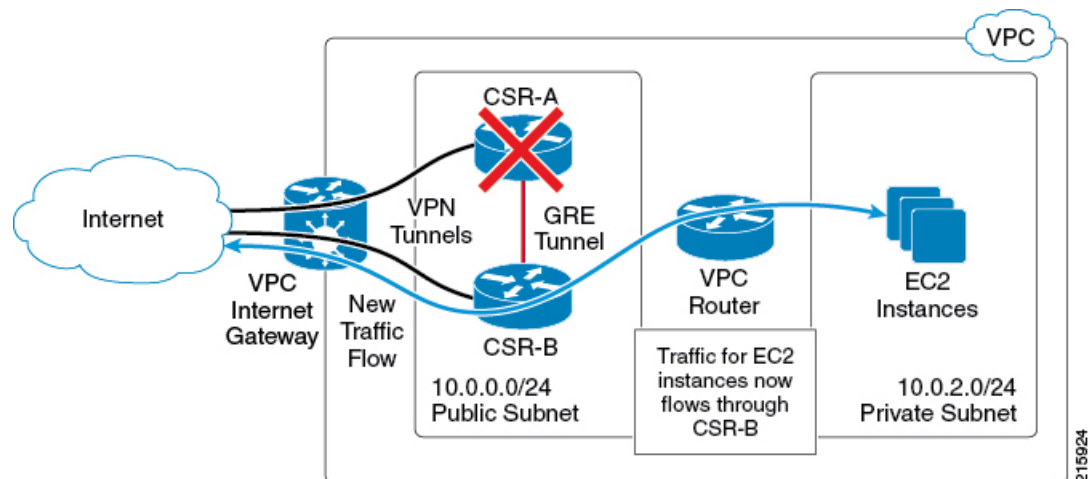 VPC
CSR-A
Internet
VPN
Tunnels
GRE
Tunnel
VPC
Internet
Gateway
New
Traffic
Flow
CSR-B
VPC
Router
EC2
Instances
10.0.0.0/24
Public Subnet
Traffic for EC2
instances now
flows through
CSR-B
10.0.2.0/24
Private Subnet
215924